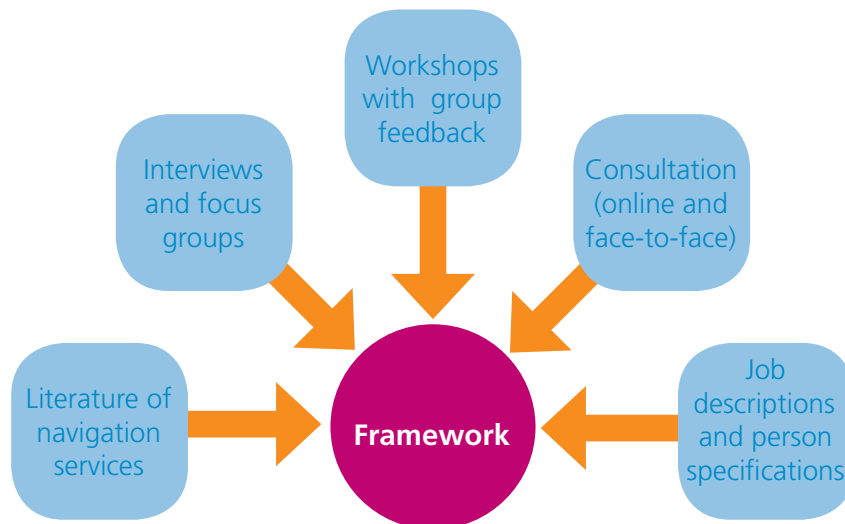 Workshops
with group
feedback
Interviews
and focus
groups
Consultation
(online and
face-to-face)
Literature of
navigation
services
Framework
Job
descriptions
and person
specifications